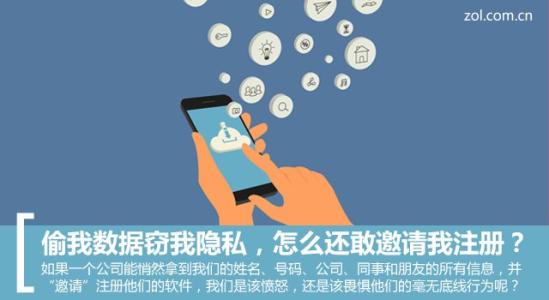 zol.com.cn
偷我数据窃我隐私，怎么还敢邀请我注册？
如果一个公司能悄然拿到我们的姓名、号码、公司、同事和朋友的所有信息，并
“邀请”注册他们的软件，我们是该愤怒，还是该畏惧他们的毫无底线行为呢？